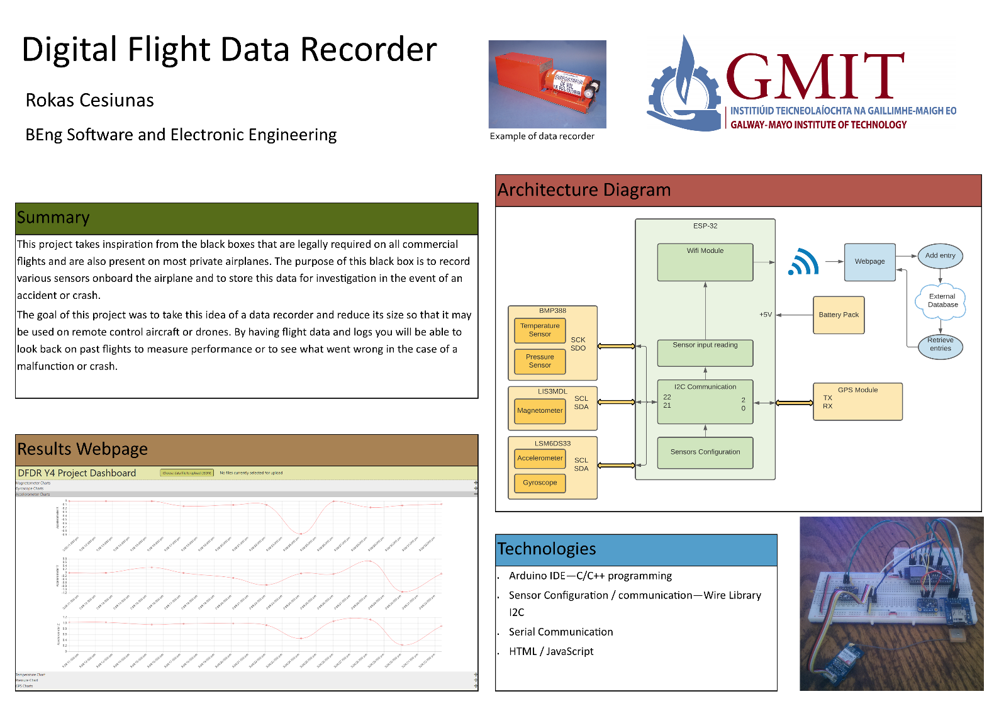 Digital Flight Data Recorder
Rokas Cesiunas
BEng Software and Electronic Engineering
ENREGISTREUR
DE VOL
NE PAS OUVRIR
Example of data recorder
GMIT
INSTITIÚID TEICNEOLAÍOCHTA NA GAILLIMHE-MAIGH EO
GALWAY-MAYO INSTITUTE OF TECHNOLOGY
Summary
This project takes inspiration from the black boxes that are legally required on all commercial
flights and are also present on most private airplanes. The purpose of this black box is to record
various sensors onboard the airplane and to store this data for investigation in the event of an
accident or crash.
The goal of this project was to take this idea of a data recorder and reduce its size so that it may
be used on remote control aircraft or drones. By having flight data and logs you will be able to
look back on past flights to measure performance or to see what went wrong in the case of a
malfunction or crash.
Results Webpage
DFDR Y4 Project Dashboard
Choose data file to upload (JSON)
No files currently selected for upload
Magnetometer Charts
Gyroscope Charts
Accelerometer Charts
Accelerometer X
Accelerometer Y
Accelerometer Z
Temperature Chart
Pressure Chart
GPS Charts
Architecture Diagram
ESP-32
Wifi Module
Webpage
Add entry
External
Database
Retrieve
entries
+5V
Battery Pack
BMP388
Temperature
Sensor
Pressure
Sensor
SCK
SDO
Sensor input reading
LIS3MDL
Magnetometer
SCL
SDA
I2C Communication
22
21
2
0
GPS Module
TX
RX
LSM6DS33
Accelerometer
Gyroscope
SCL
SDA
Sensors Configuration
Technologies
• Arduino IDE—C/C++ programming
• Sensor Configuration / communication—Wire Library
I2C
• Serial Communication
• HTML / JavaScript